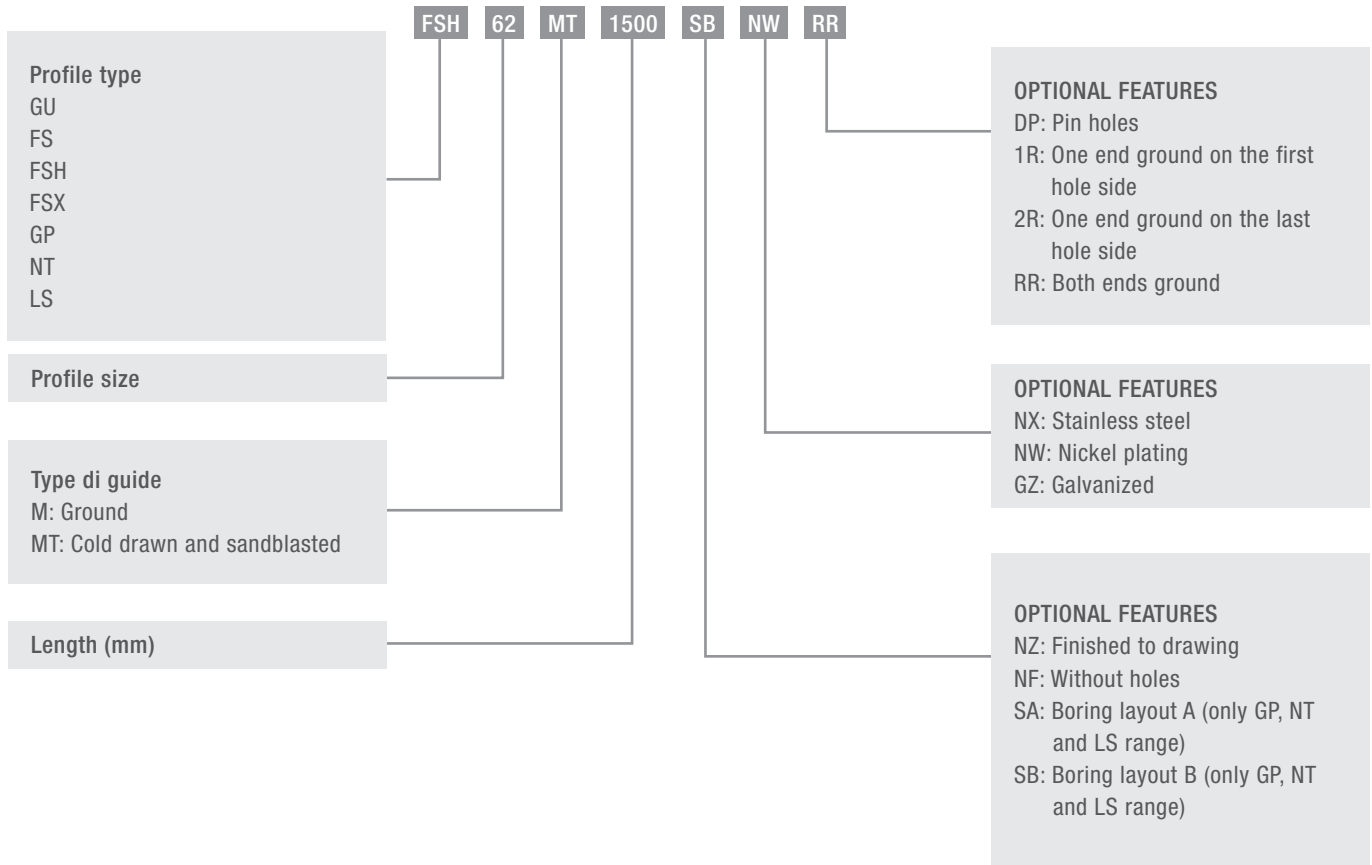 FSH 62 MT 1500 SB NW RR
Profile type
GU
FS
FSH
FSX
GP
NT
LS
Profile size
Type di guide
M: Ground
MT: Cold drawn and sandblasted
Length (mm)
OPTIONAL FEATURES
DP: Pin holes
1R: One end ground on the first
hole side
2R: One end ground on the last
hole side
RR: Both ends ground
OPTIONAL FEATURES
NX: Stainless steel
NW: Nickel plating
GZ: Galvanized
OPTIONAL FEATURES
NZ: Finished to drawing
NF: Without holes
SA: Boring layout A (only GP, NT
and LS range)
SB: Boring layout B (only GP, NT
and LS range)